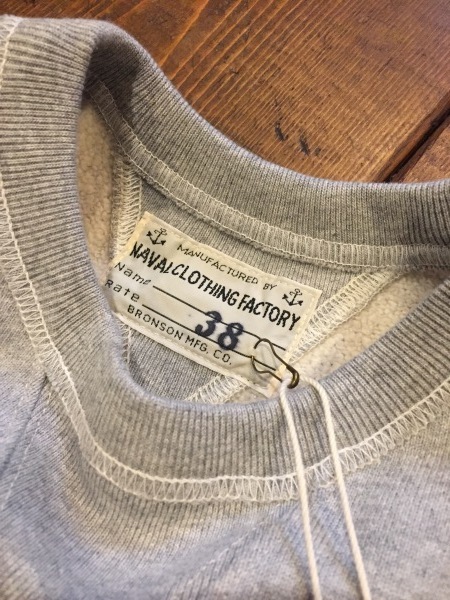 MANUFACTURED BY
NAVAL CLOTHING FACTORY
Name
Rate
38
BRONSON MFG. CO.